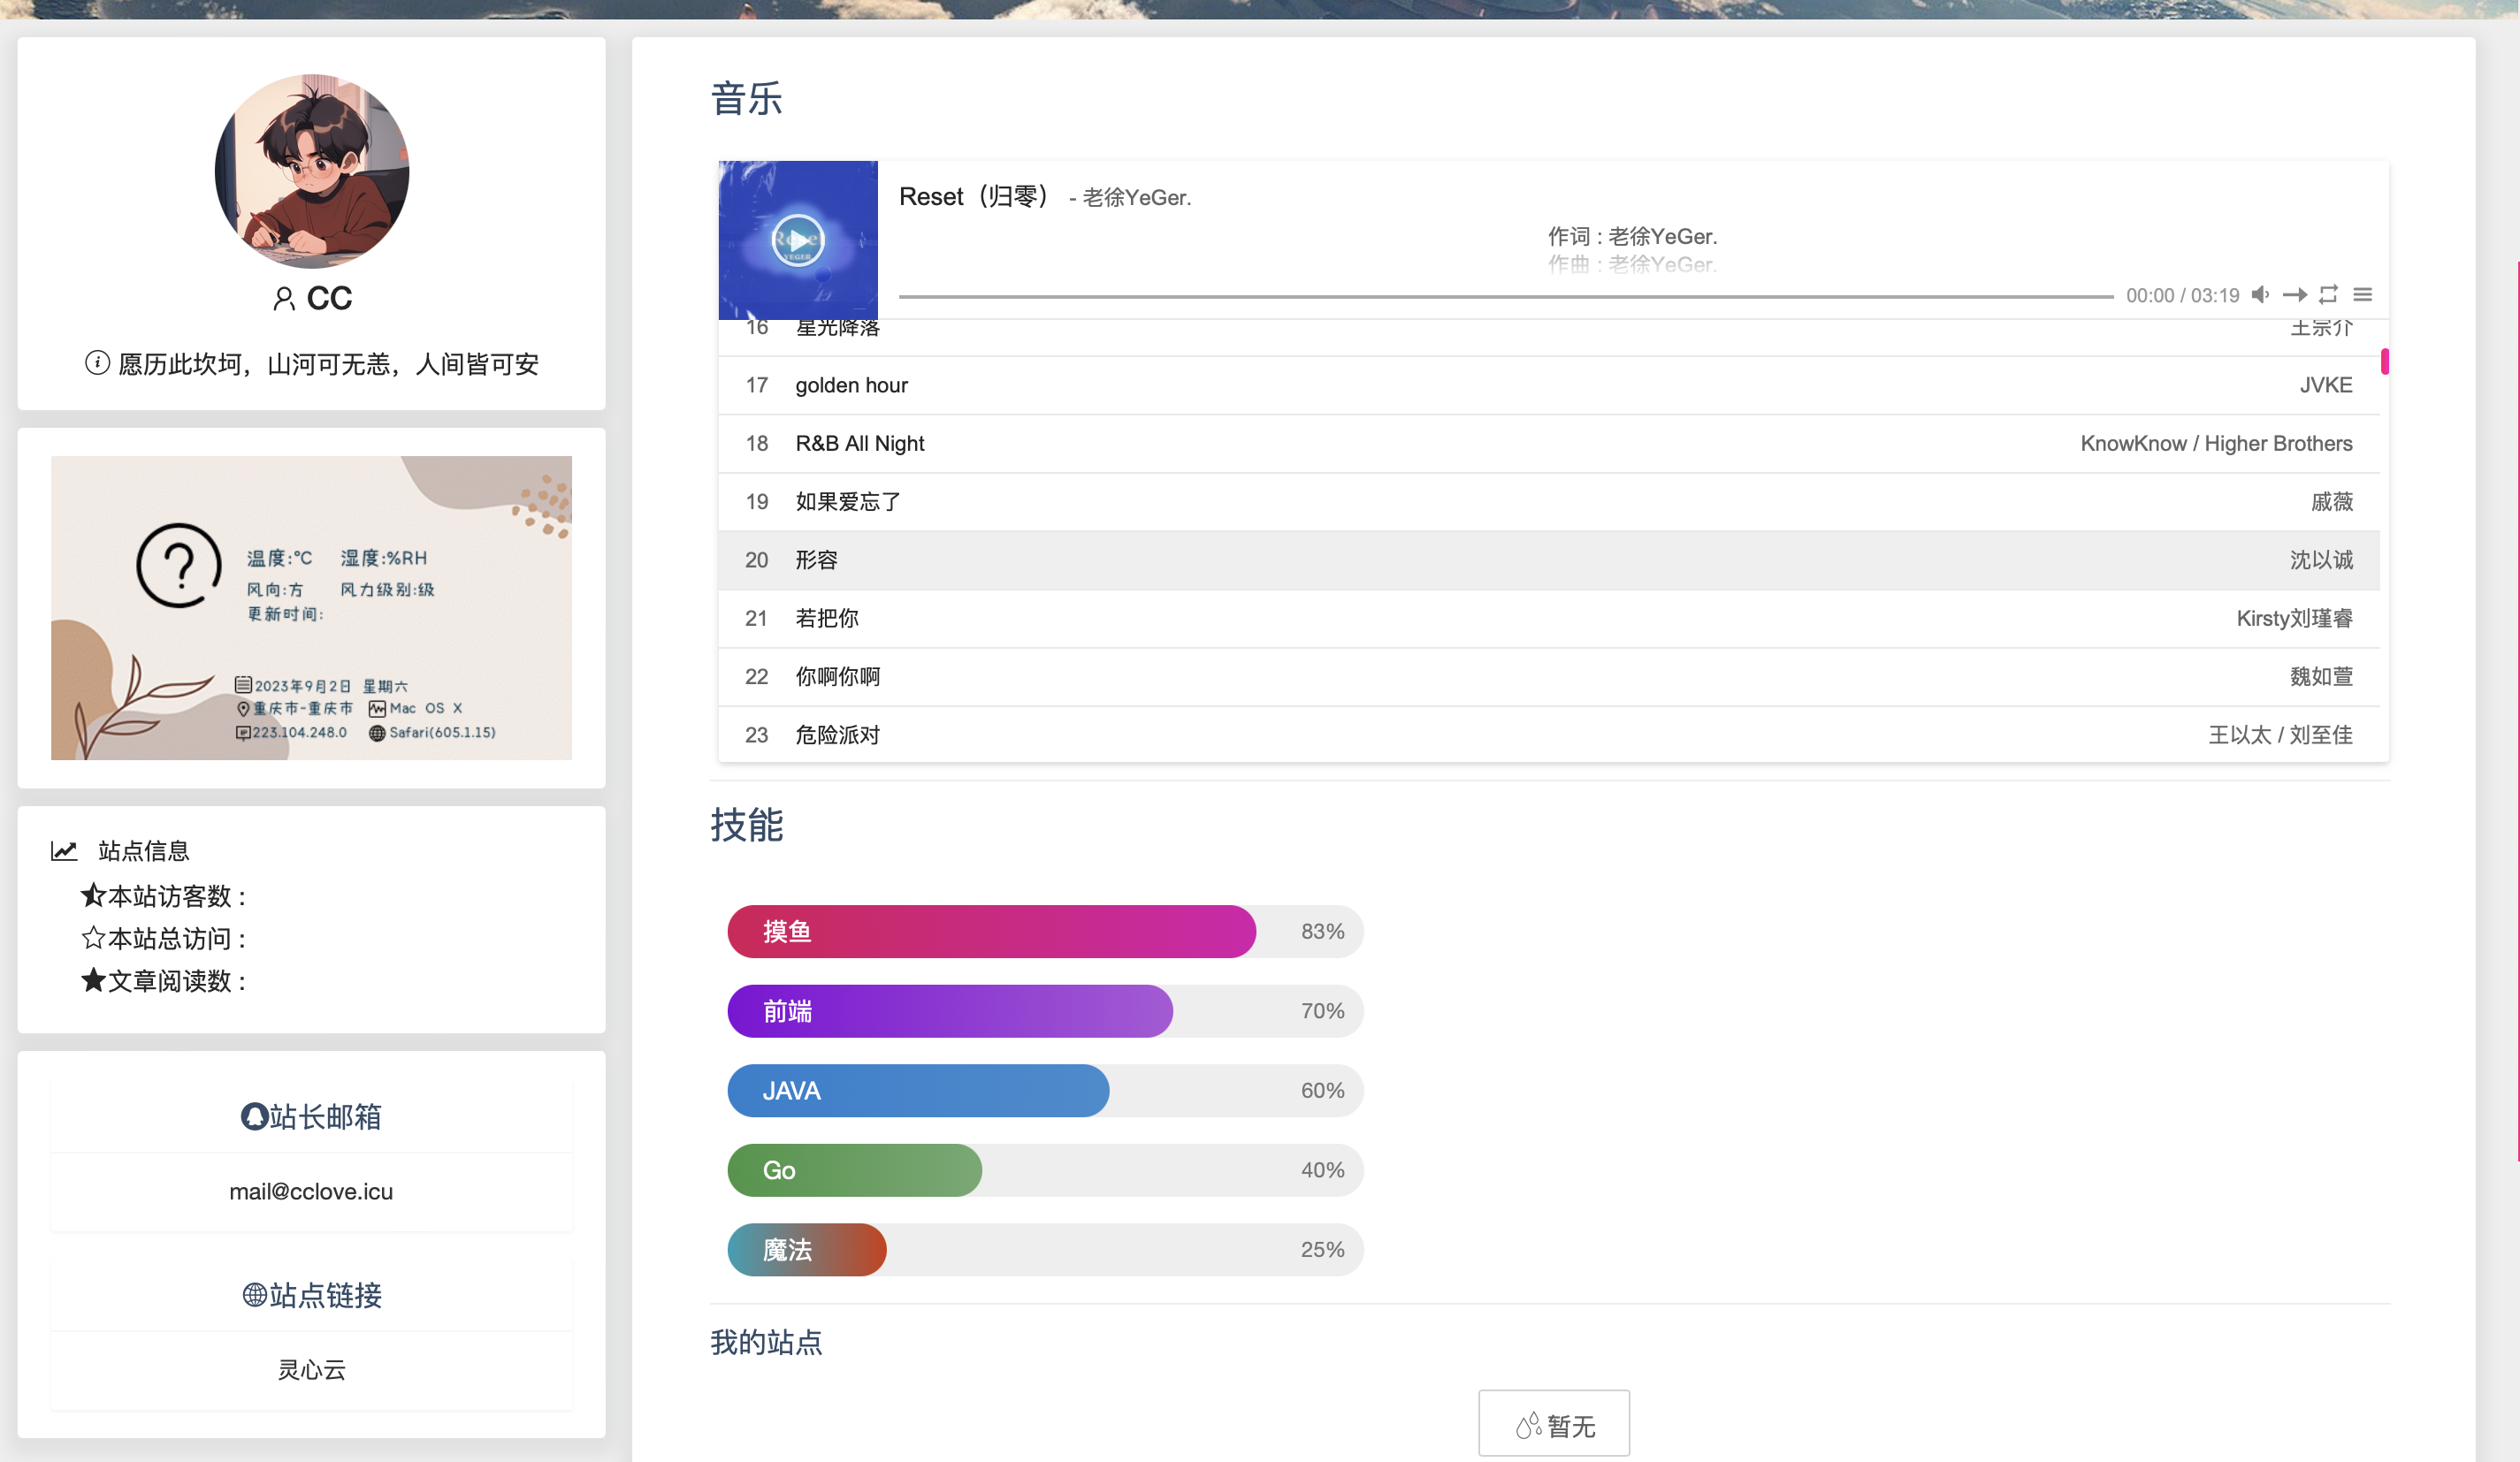 CC
愿历此坎坷，山河可无恙，人间皆可安
温度:℃ 湿度:%RH
风向:方 风力级别:级
更新时间:
2023年9月2日 星期六
重庆市-重庆市 Mac OS X
223.104.248.0 Safari(605.1.15)
站点信息
本站访客数：
本站总访问：
文章阅读数：
站长邮箱
mail@cclove.icu
站点链接
灵心云
音乐
Reset
YEGER
Reset（归零） - 老徐YeGer.
作词 : 老徐YeGer.
作曲 : 老徐YeGer.
00:00 / 03:19
16 星光降落 王宗介
17 golden hour JVKE
18 R&B All Night KnowKnow / Higher Brothers
19 如果爱忘了 戚薇
20 形容 沈以诚
21 若把你 Kirsty刘瑾睿
22 你啊你啊 魏如萱
23 危险派对 王以太 / 刘至佳
技能
摸鱼 83%
前端 70%
JAVA 60%
Go 40%
魔法 25%
我的站点
暂无